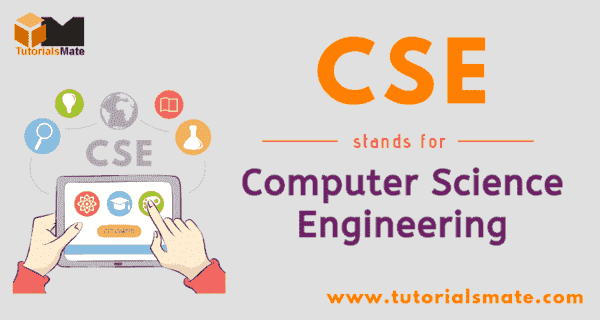 TutorialsMate
CSE
stands for
Computer Science
Engineering
CSE
www.tutorialsmate.com